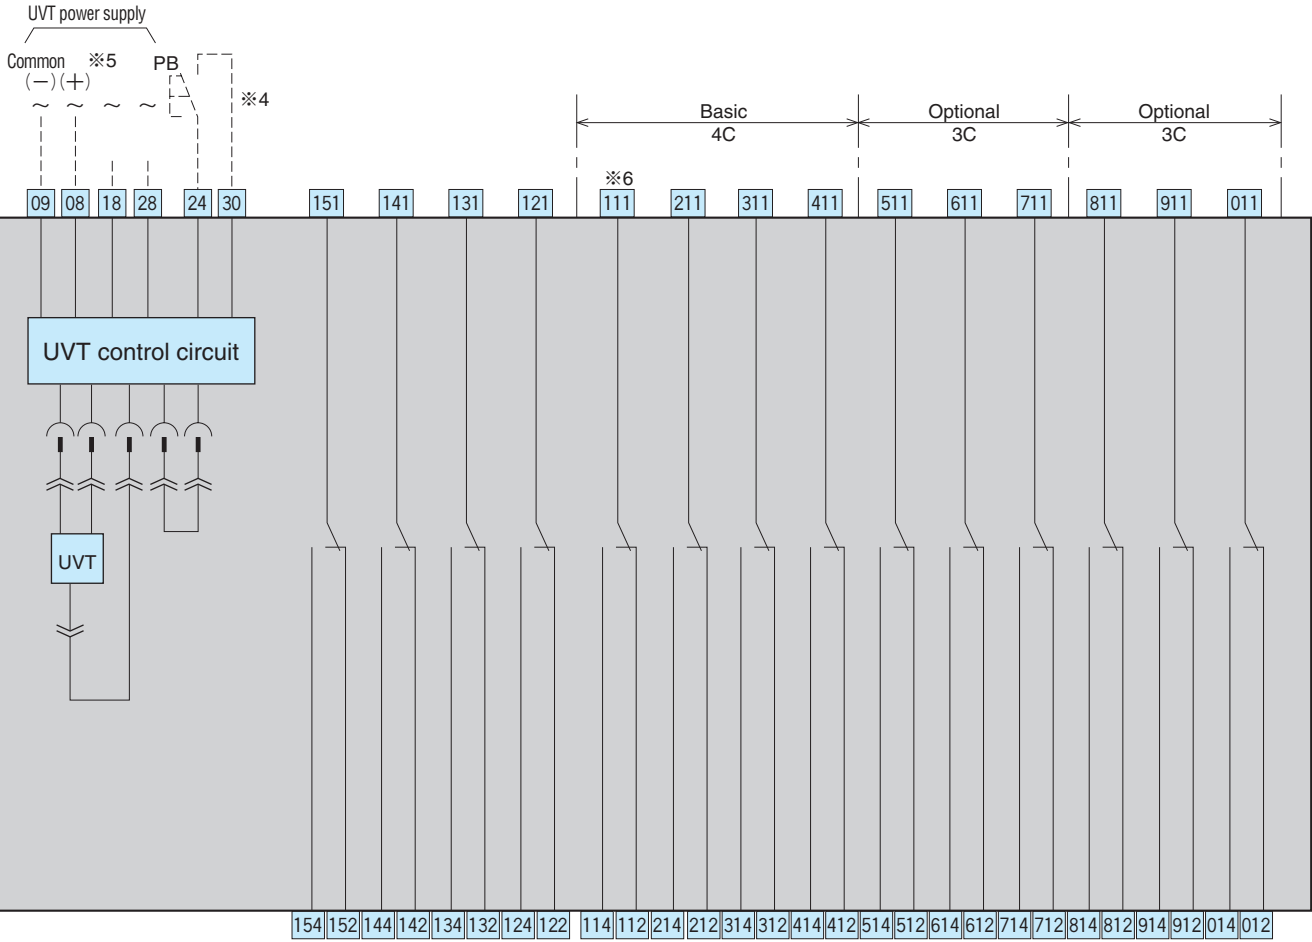 UVT power supply
Common ※5 PB
(−) (+)
~ ~ ~ ~ ※4
Basic Optional Optional
4C 3C 3C
※6
09 08 18 28 24 30 151 141 131 121 111 211 311 411 511 611 711 811 911 011
UVT control circuit
UVT
154 152 144 142 134 132 124 122 114 112 214 212 314 312 414 412 514 512 614 612 714 712 814 812 914 912 014 012